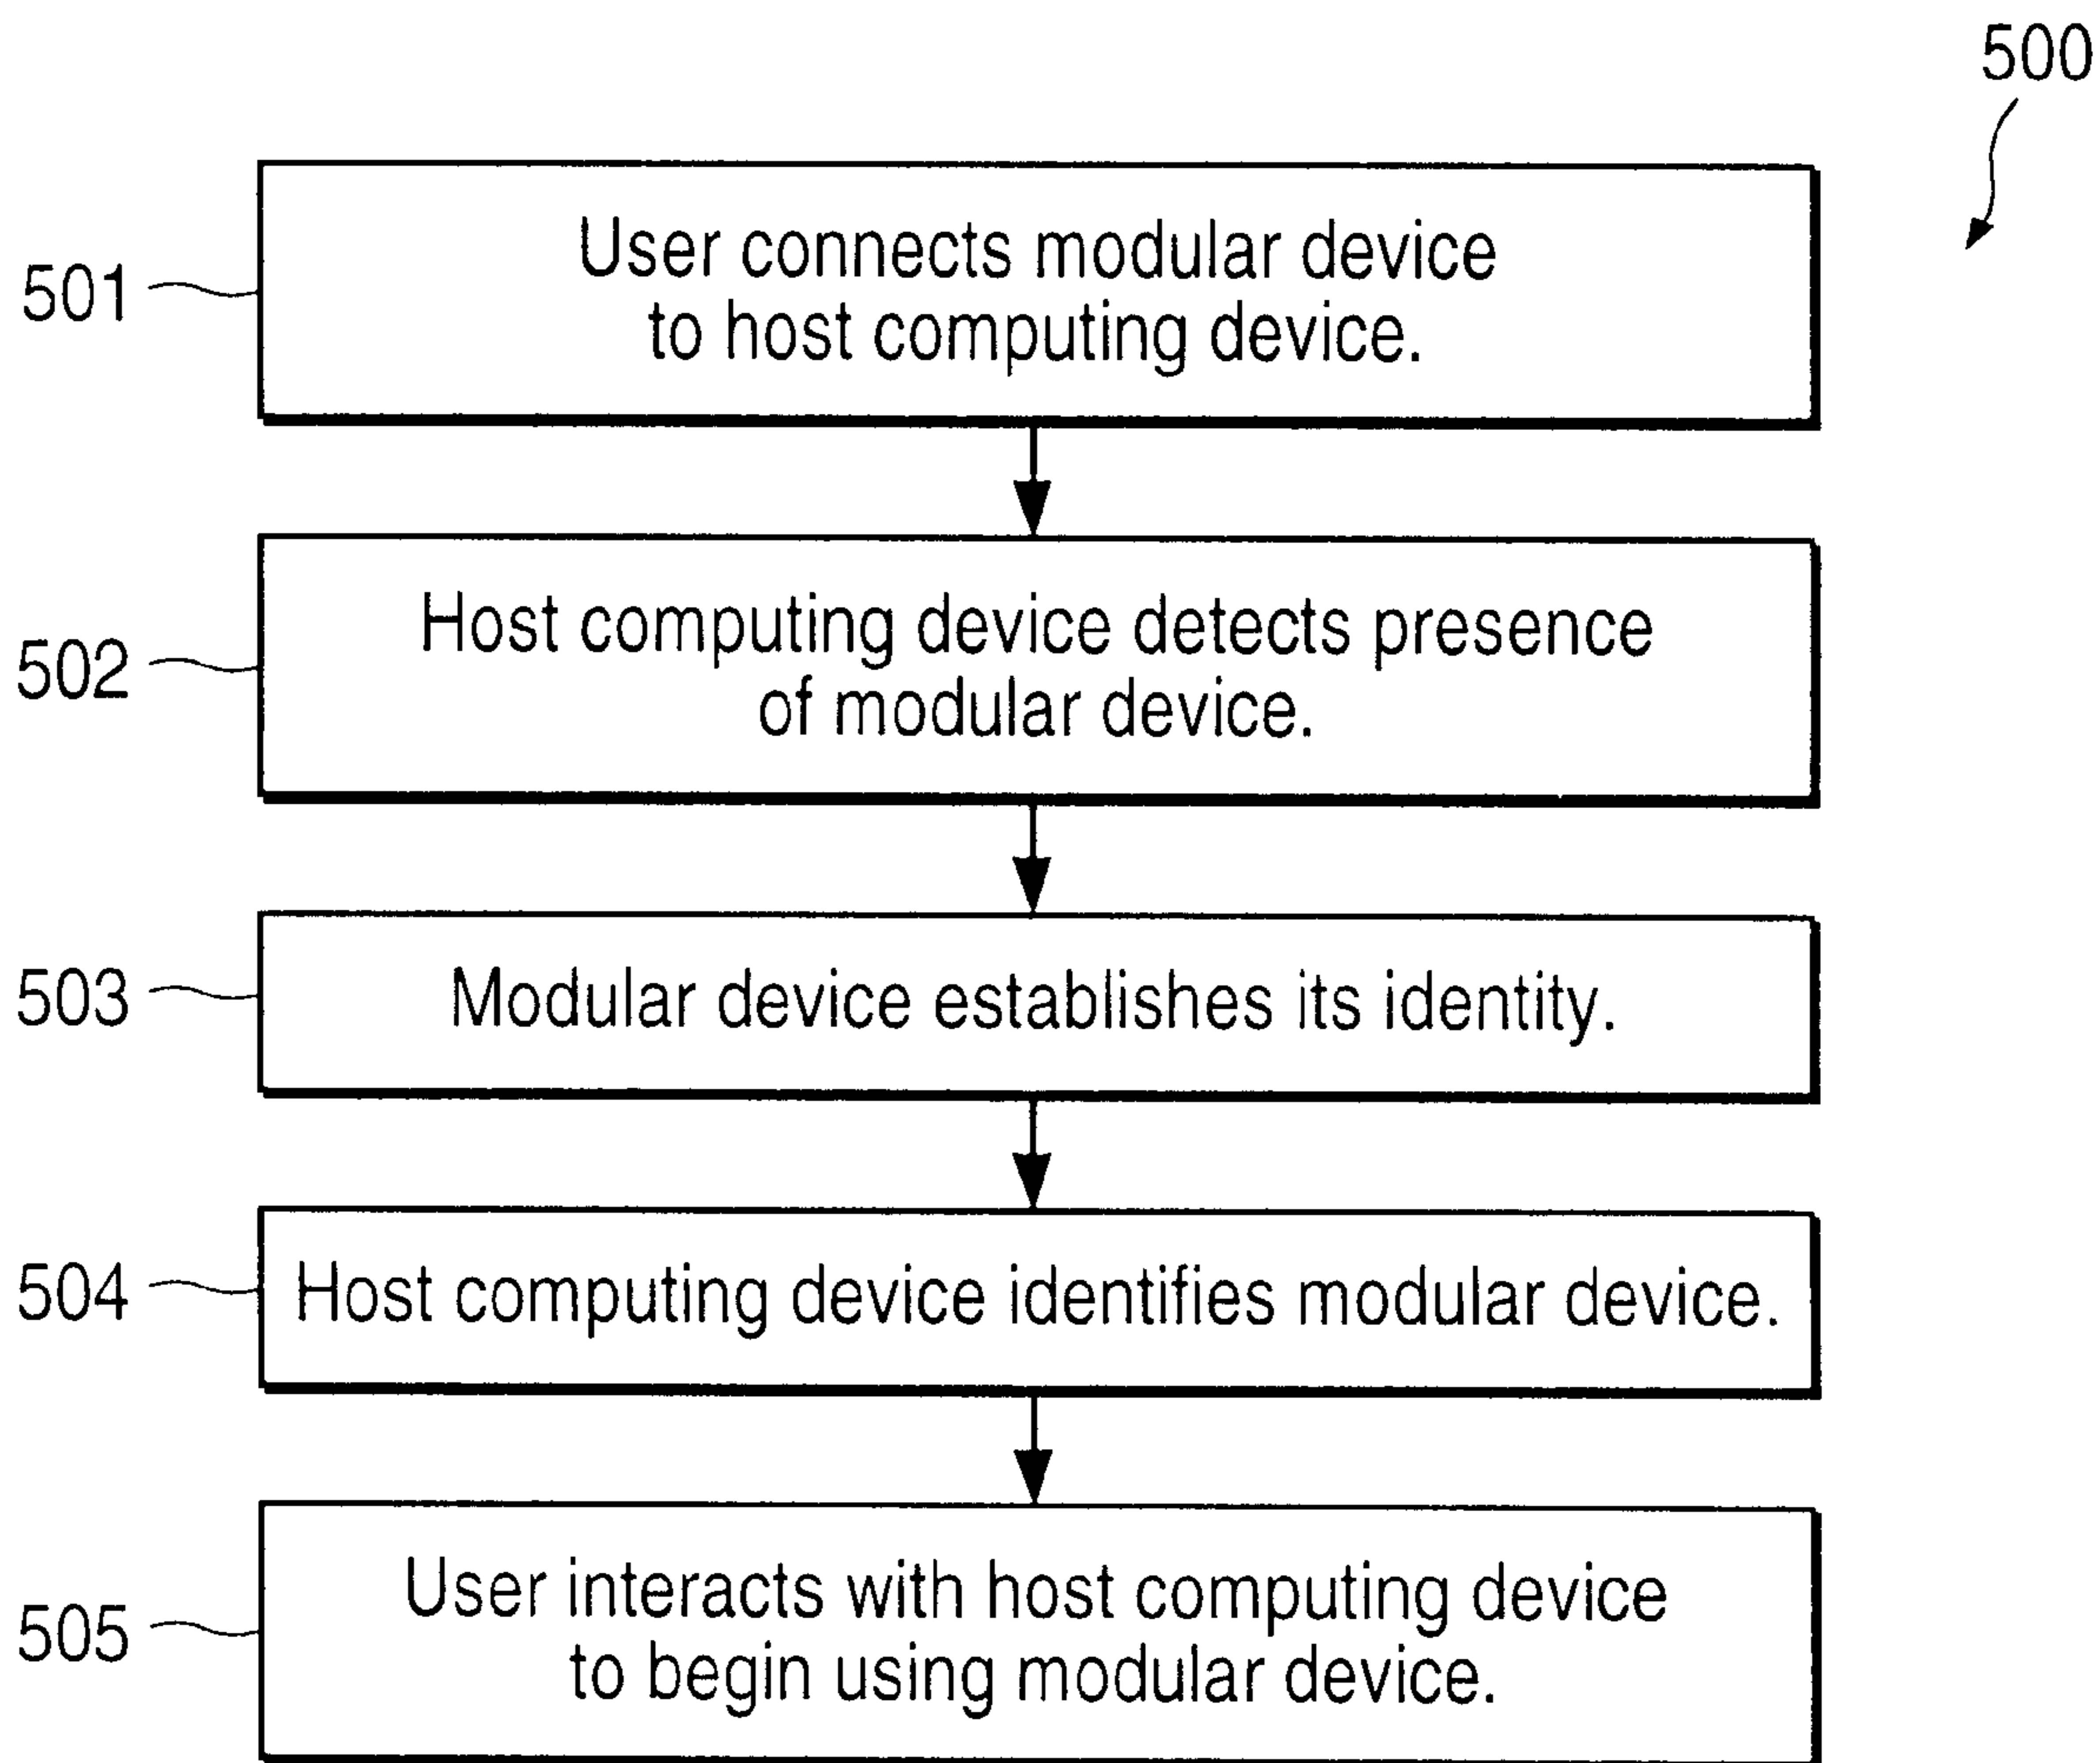 500
501
User connects modular device
to host computing device.
502
Host computing device detects presence
of modular device.
503
Modular device establishes its identity.
504
Host computing device identifies modular device.
505
User interacts with host computing device
to begin using modular device.